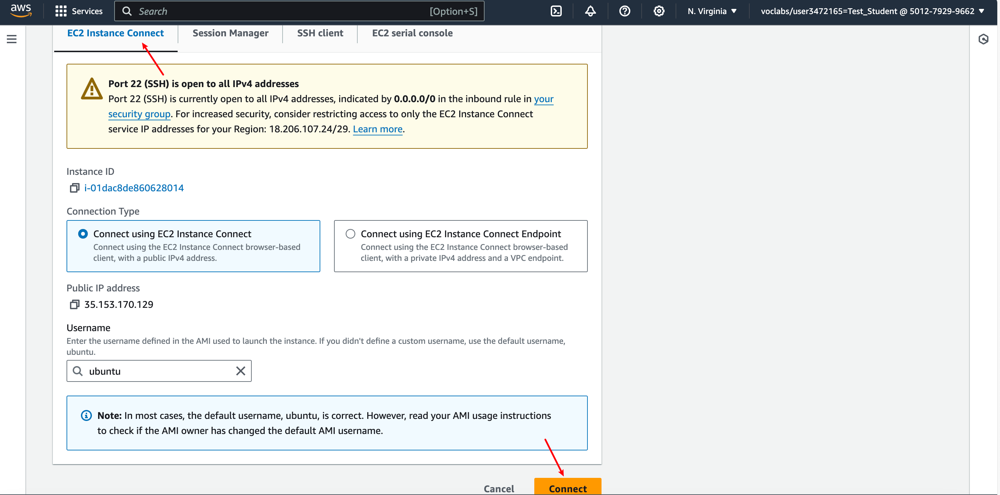 aws
Services
Search
[Option+S]
N. Virginia
voclabs/user3472165=Test_Student @ 5012-7929-9662
EC2 Instance Connect
Session Manager
SSH client
EC2 serial console
Port 22 (SSH) is open to all IPv4 addresses
Port 22 (SSH) is currently open to all IPv4 addresses, indicated by 0.0.0.0/0 in the inbound rule in your
security group. For increased security, consider restricting access to only the EC2 Instance Connect
service IP addresses for your Region: 18.206.107.24/29. Learn more.
Instance ID
i-01dac8de860628014
Connection Type
Connect using EC2 Instance Connect
Connect using the EC2 Instance Connect browser-based
client, with a public IPv4 address.
Connect using EC2 Instance Connect Endpoint
Connect using the EC2 Instance Connect browser-based
client, with a private IPv4 address and a VPC endpoint.
Public IP address
35.153.170.129
Username
Enter the username defined in the AMI used to launch the instance. If you didn't define a custom username, use the default username,
ubuntu.
ubuntu
Note: In most cases, the default username, ubuntu, is correct. However, read your AMI usage instructions
to check if the AMI owner has changed the default AMI username.
Cancel
Connect